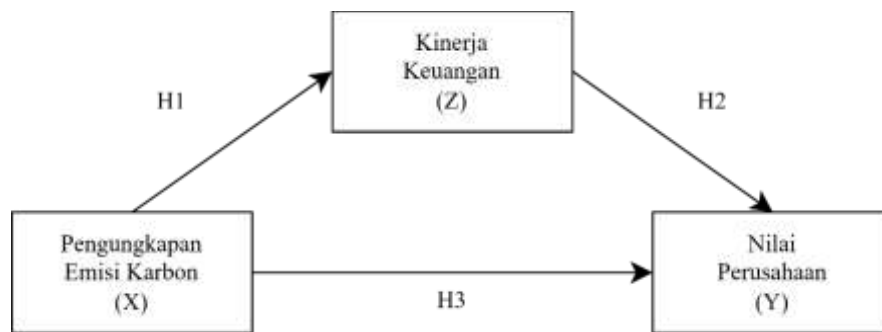 Kinerja
Keuangan
(Z)
H1
H2
Pengungkapan
Emisi Karbon
(X)
H3
Nilai
Perusahaan
(Y)